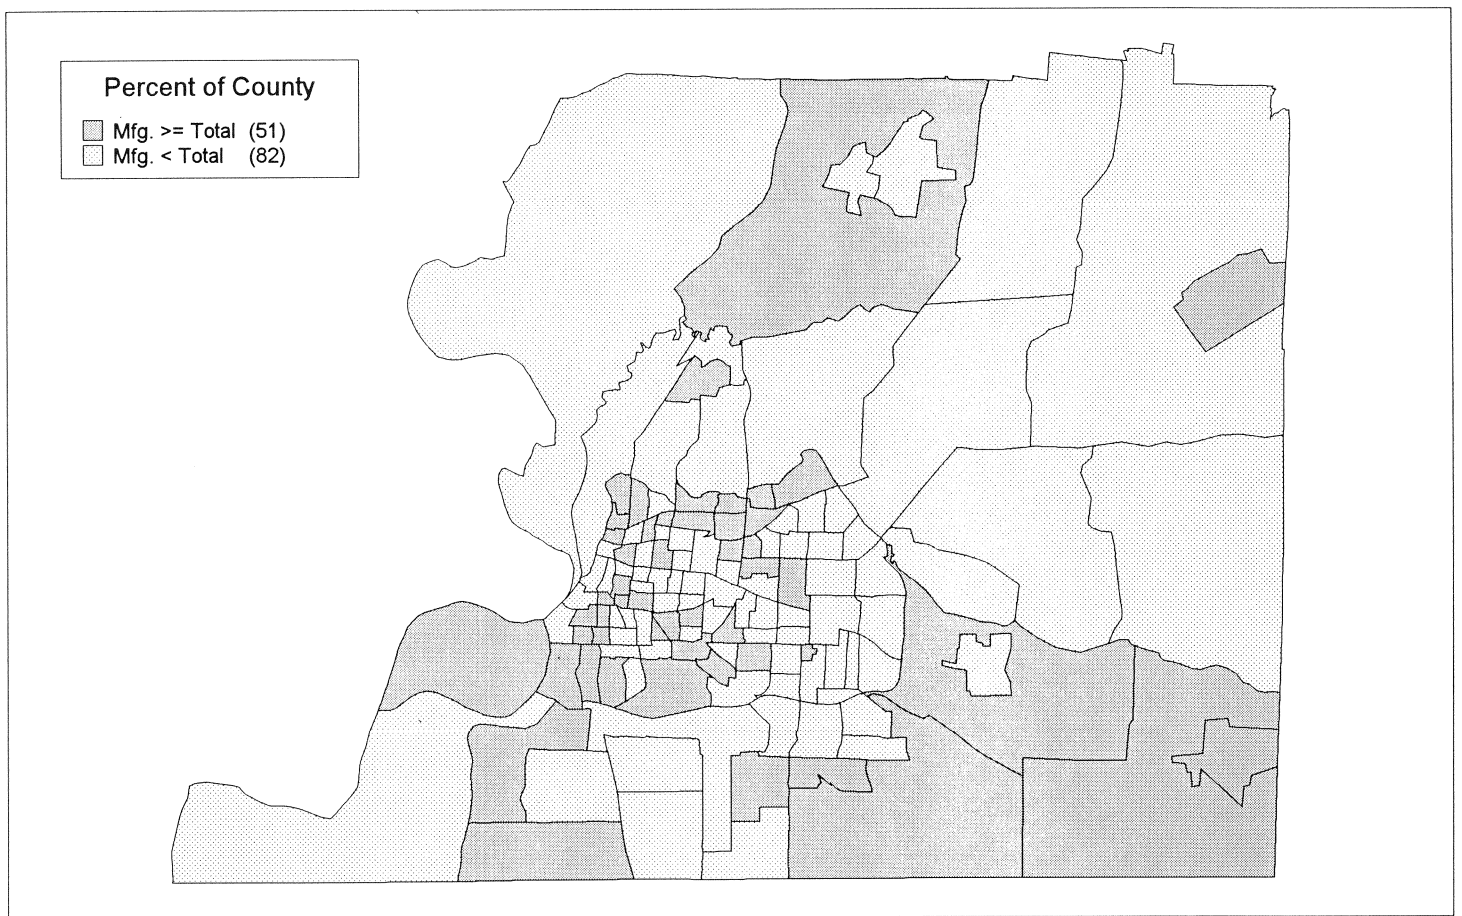 Percent of County
Mfg. >= Total (51)
Mfg. < Total (82)